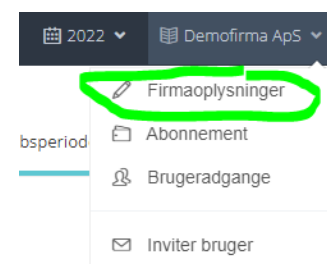 2022 Demofirma ApS
Firmaoplysninger
Abonnement
bsperiod
Brugeradgange
Inviter bruger